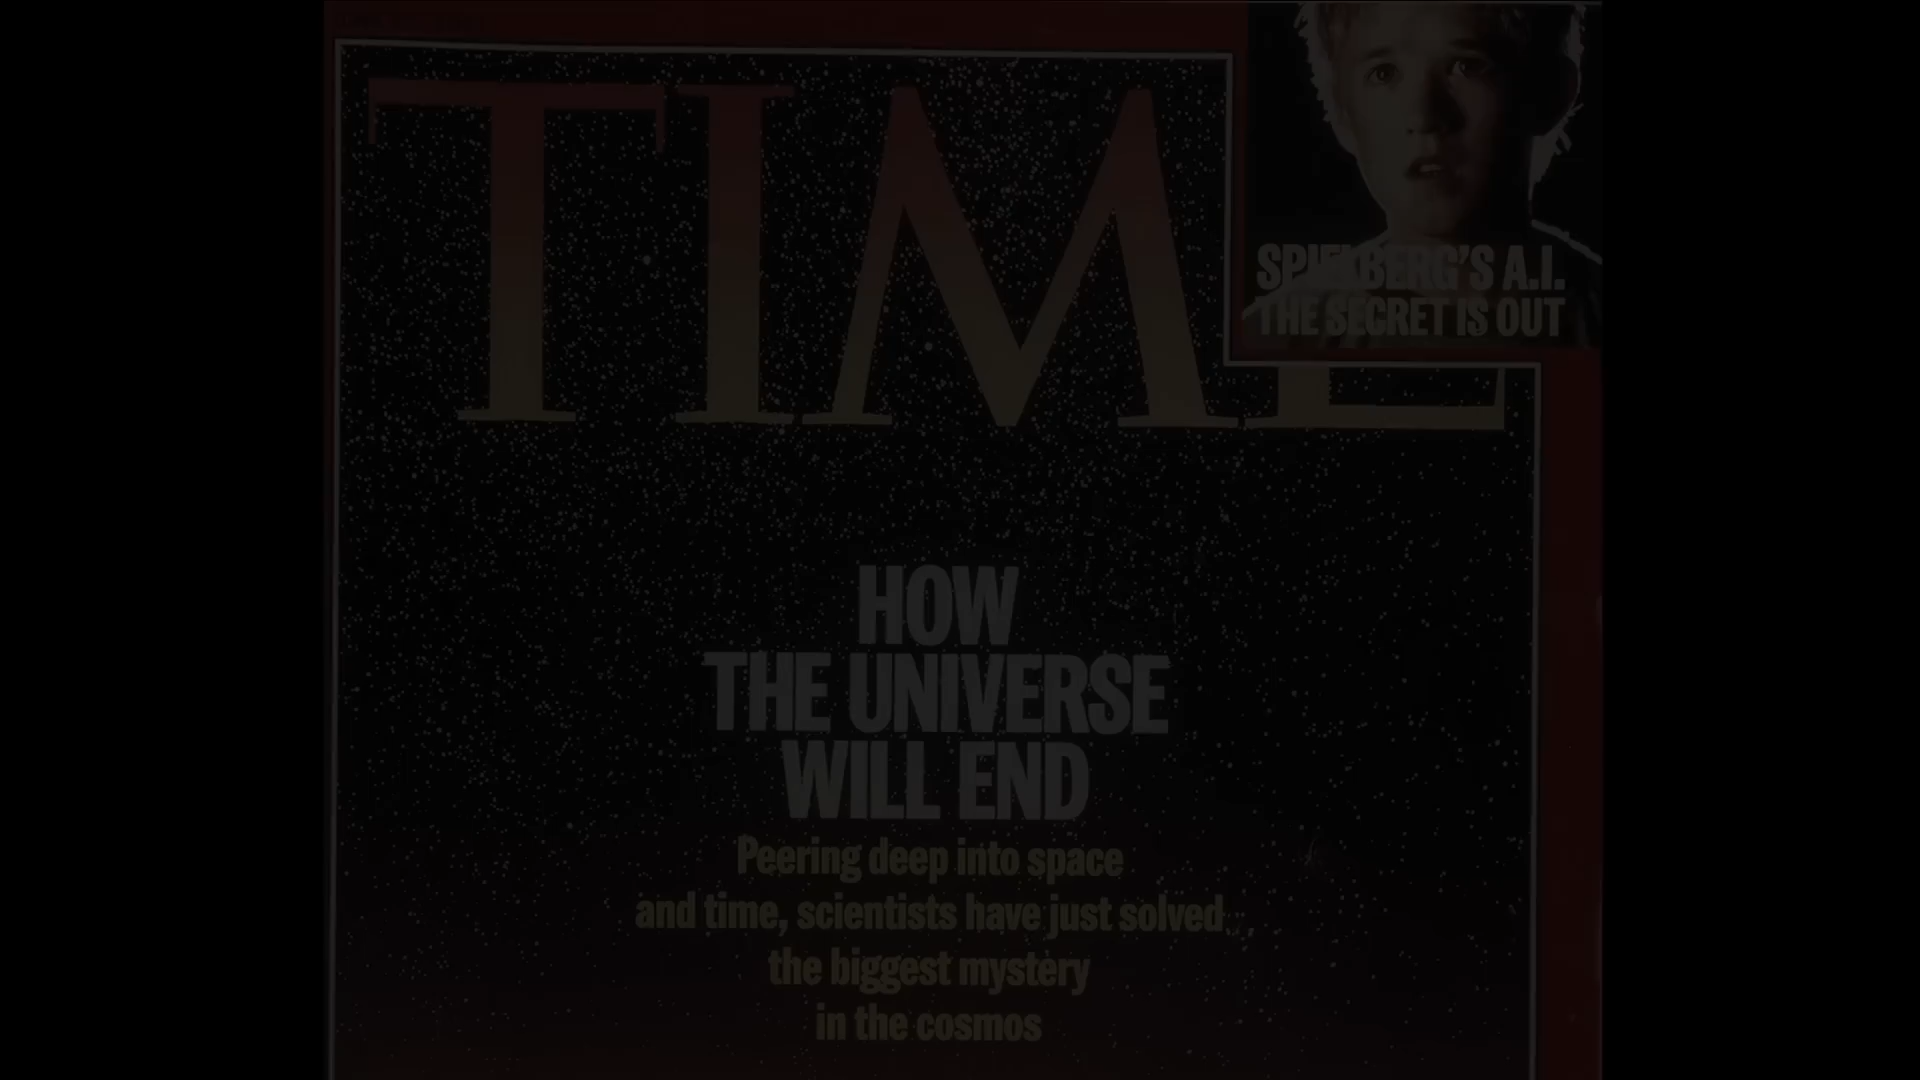 TIME
SPIELBERG'S A.I.
THE SECRET IS OUT
HOW
THE UNIVERSE
WILL END
Peering deep into space
and time, scientists have just solved
the biggest mystery
in the cosmos